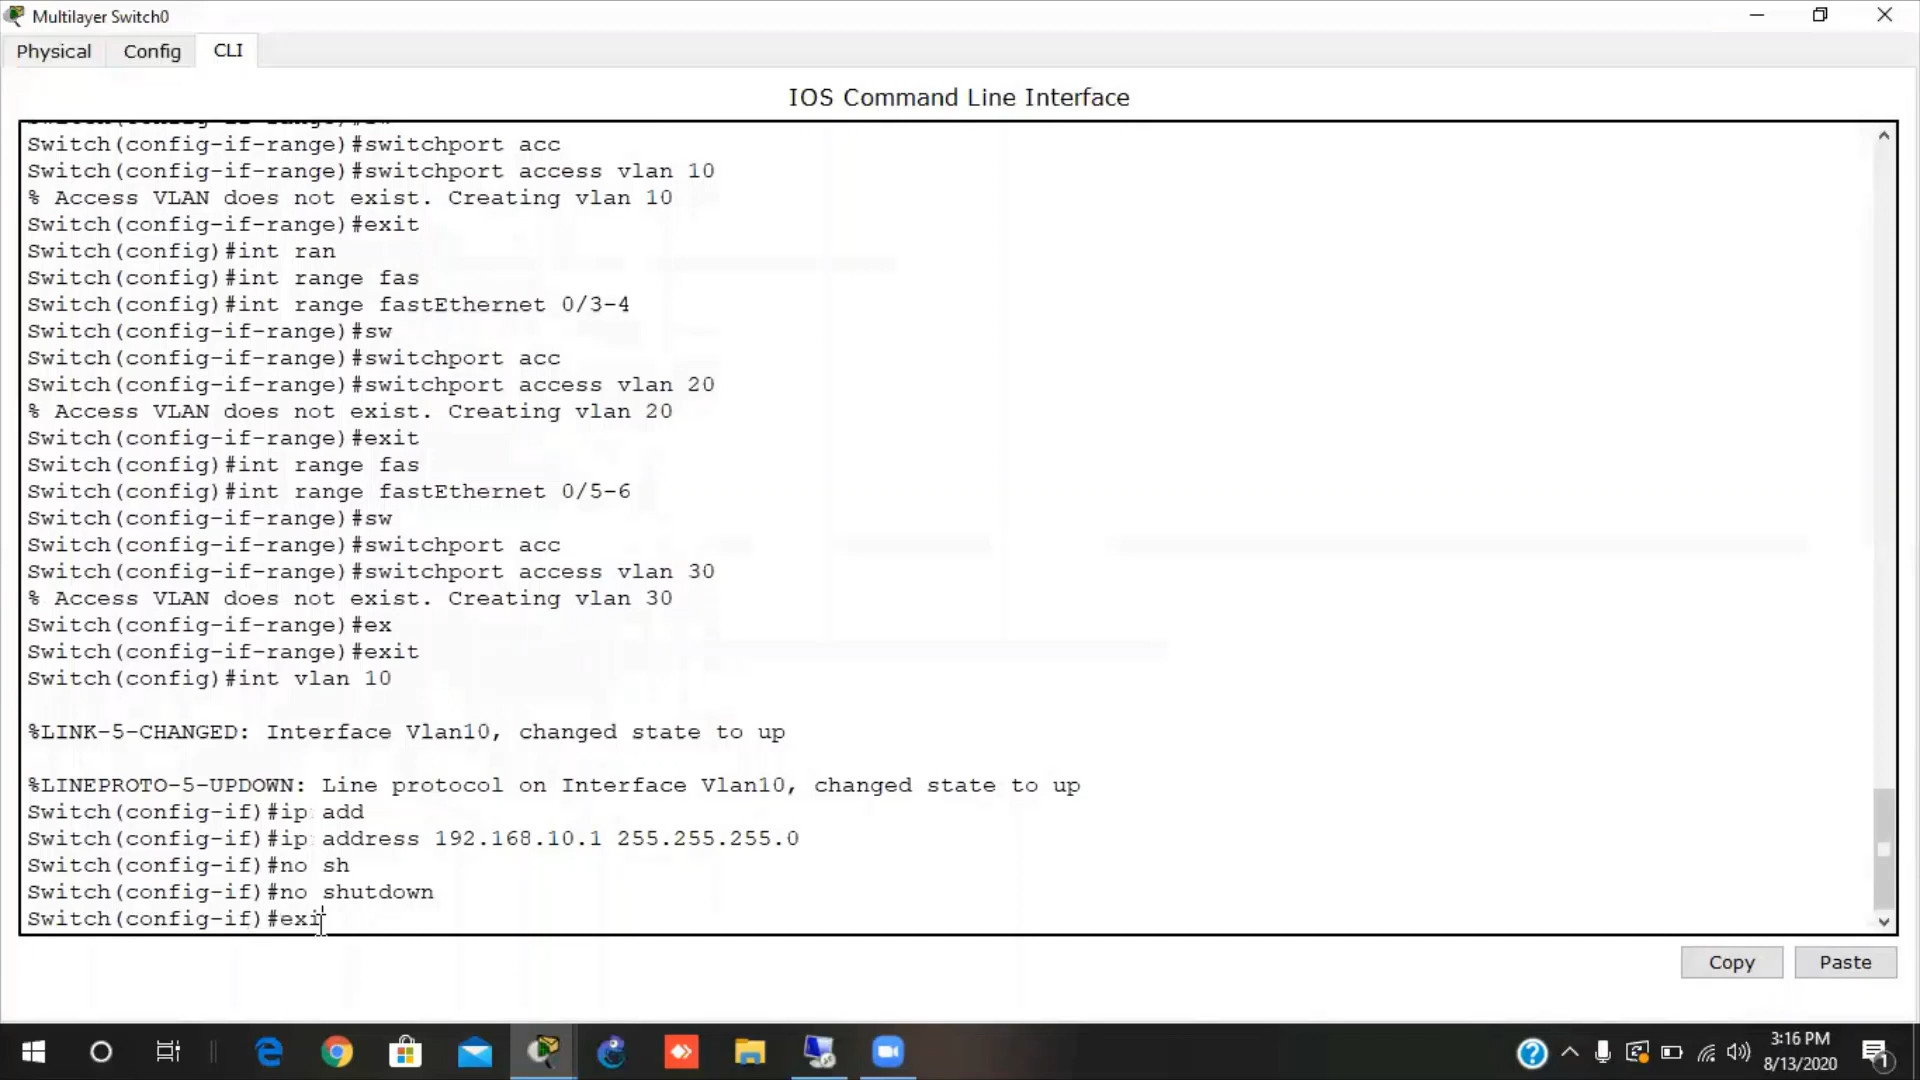 Multilayer Switch0
Physical Config CLI
IOS Command Line Interface
Switch(config-if-range)#switchport acc
Switch(config-if-range)#switchport access vlan 10
% Access VLAN does not exist. Creating vlan 10
Switch(config-if-range)#exit
Switch(config)#int ran
Switch(config)#int range fas
Switch(config)#int range fastEthernet 0/3-4
Switch(config-if-range)#sw
Switch(config-if-range)#switchport acc
Switch(config-if-range)#switchport access vlan 20
% Access VLAN does not exist. Creating vlan 20
Switch(config-if-range)#exit
Switch(config)#int range fas
Switch(config)#int range fastEthernet 0/5-6
Switch(config-if-range)#sw
Switch(config-if-range)#switchport acc
Switch(config-if-range)#switchport access vlan 30
% Access VLAN does not exist. Creating vlan 30
Switch(config-if-range)#ex
Switch(config-if-range)#exit
Switch(config)#int vlan 10
%LINK-5-CHANGED: Interface Vlan10, changed state to up
%LINEPROTO-5-UPDOWN: Line protocol on Interface Vlan10, changed state to up
Switch(config-if)#ip add
Switch(config-if)#ip address 192.168.10.1 255.255.255.0
Switch(config-if)#no sh
Switch(config-if)#no shutdown
Switch(config-if)#exi
Copy Paste
3:16 PM
8/13/2020
1